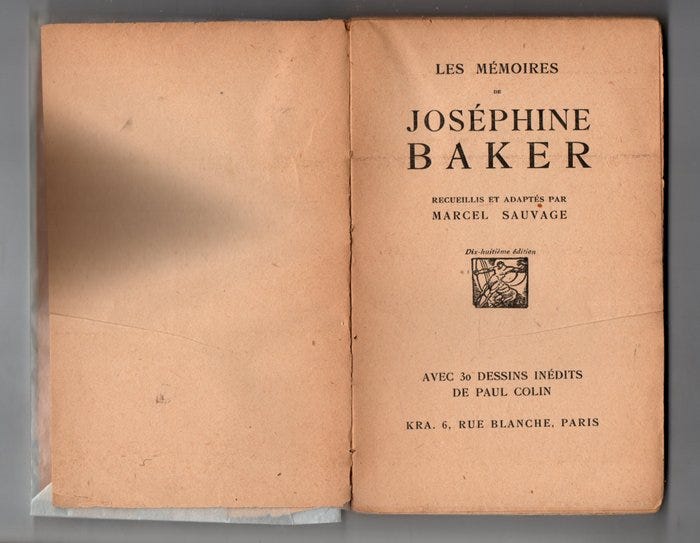 LES MÉMOIRES
DE
JOSÉPHINE
BAKER
RECUEILLIS ET ADAPTÉS PAR
MARCEL SAUVAGE
Dix-huitième édition
AVEC 30 DESSINS INÉDITS
DE PAUL COLIN
KRA. 6, RUE BLANCHE, PARIS